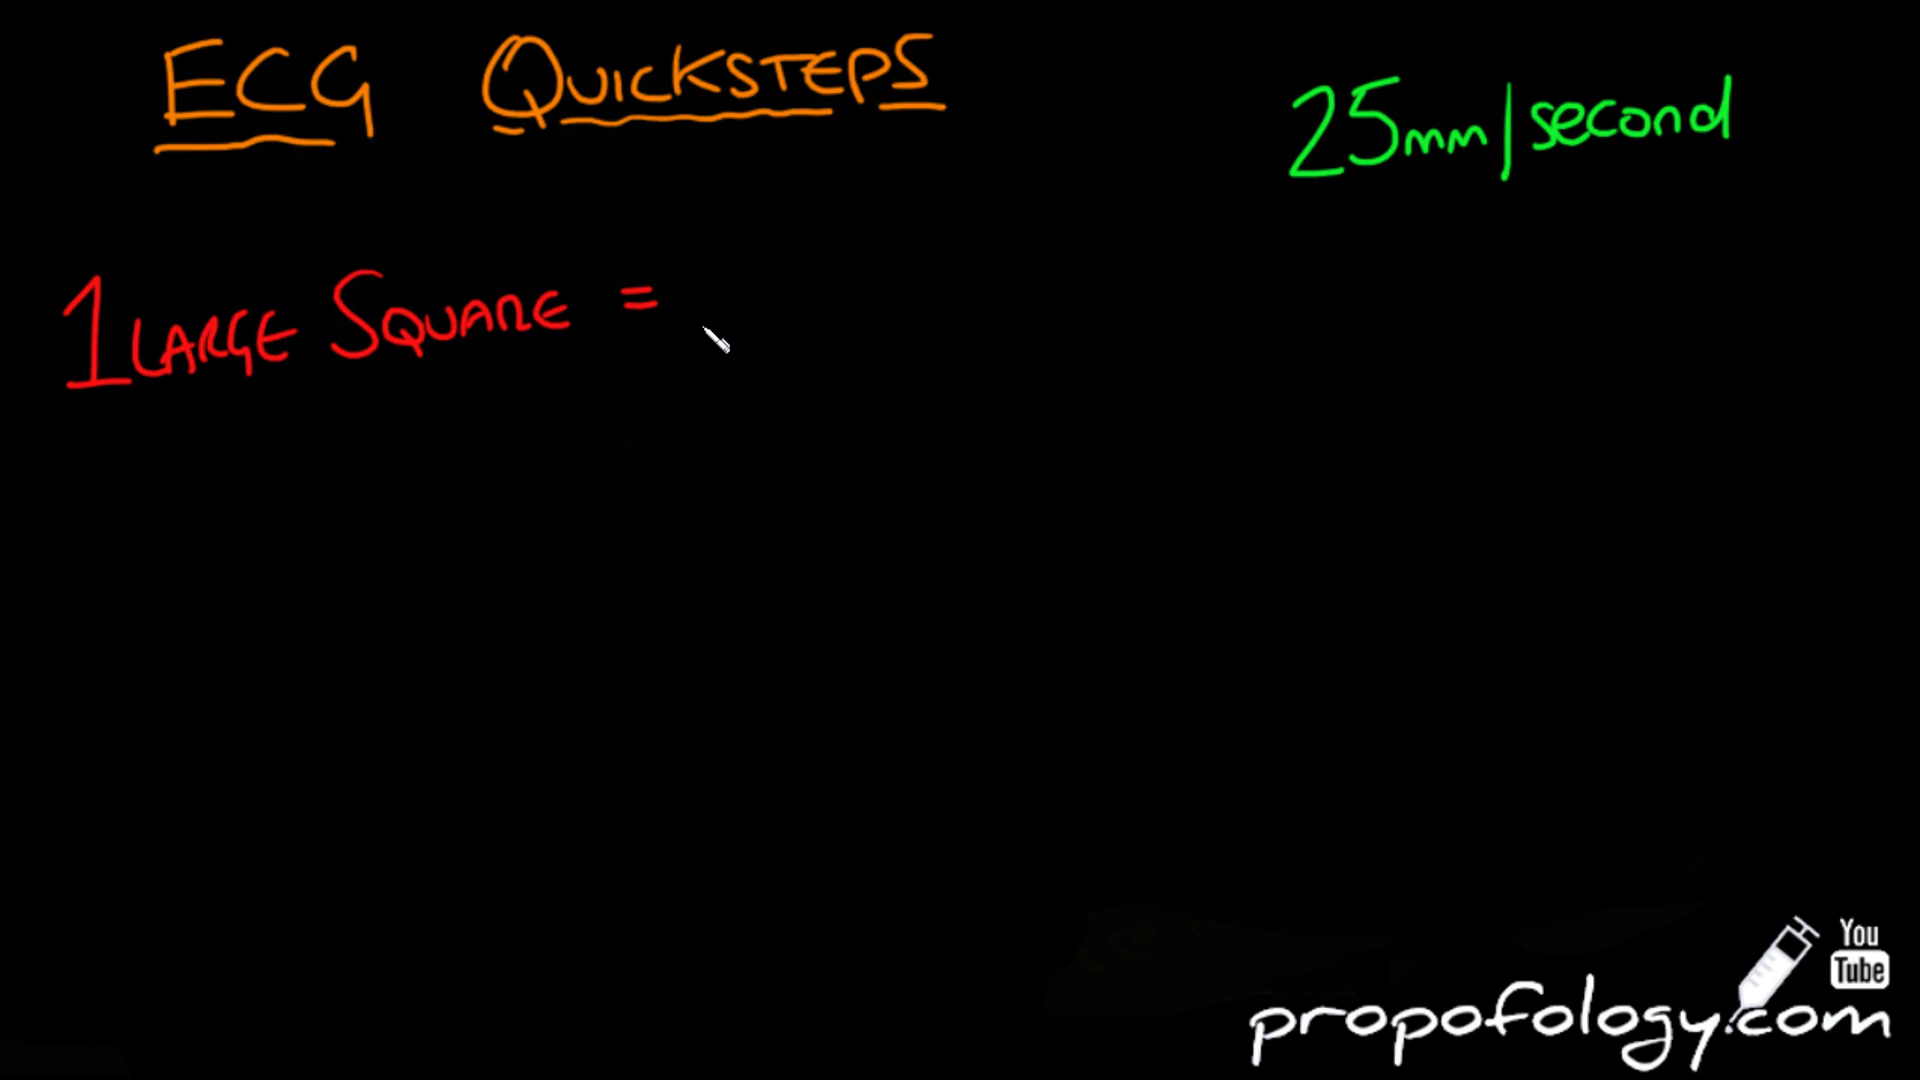 ECG QUICKSTEPS
25mm/second
1 LARGE SQUARE =
You
Tube
propofology.com